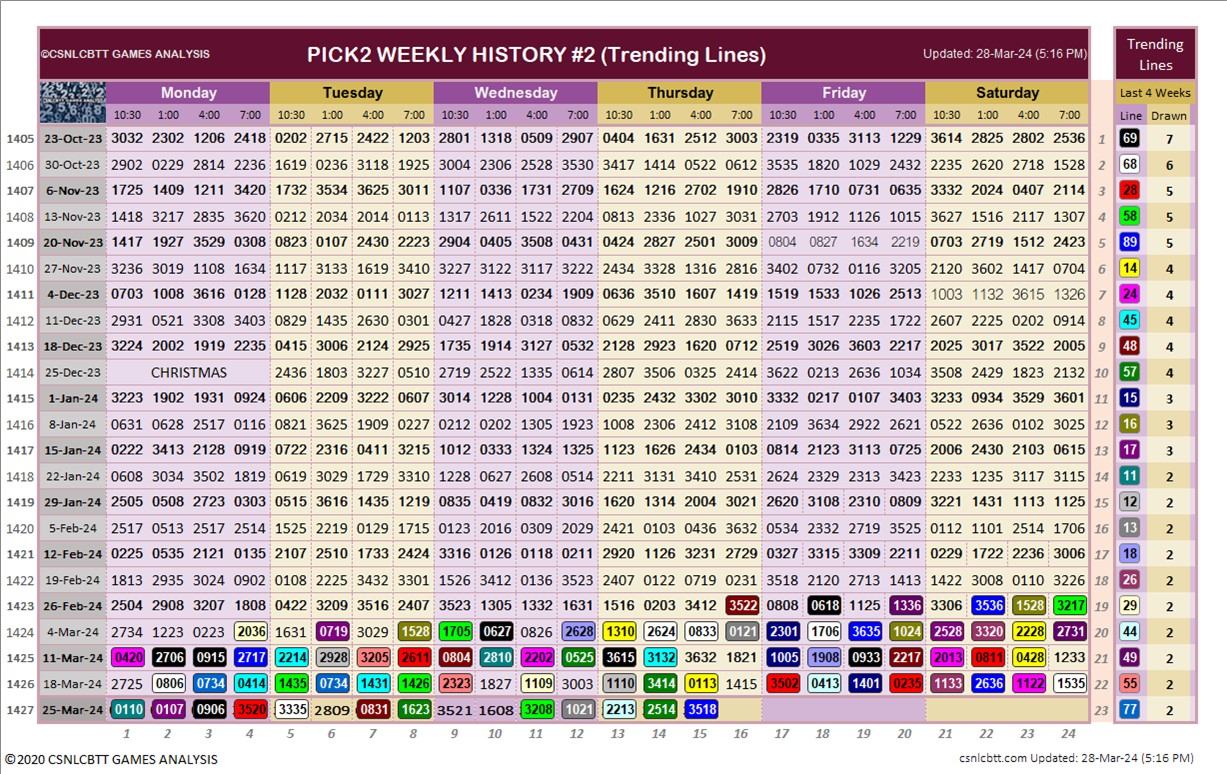 ©CSNLCBTT GAMES ANALYSIS PICK2 WEEKLY HISTORY #2 (Trending Lines) Updated: 28-Mar-24 (5:16 PM) Trending Lines
Monday Tuesday Wednesday Thursday Friday Saturday Last 4 Weeks
10:30 1:00 4:00 7:00 10:30 1:00 4:00 7:00 10:30 1:00 4:00 7:00 10:30 1:00 4:00 7:00 10:30 1:00 4:00 7:00 10:30 1:00 4:00 7:00 Line Drawn
1405 23-Oct-23 3032 2302 1206 2418 0202 2715 2422 1203 2801 1318 0509 2907 0404 1631 2512 3003 2319 0335 3113 1229 3614 2825 2802 2536 1 69 7
1406 30-Oct-23 2902 0229 2814 2236 1619 0236 3118 1925 3004 2306 2528 3530 3417 1414 0522 0612 3535 1820 1029 2432 2235 2620 2718 1528 2 68 6
1407 6-Nov-23 1725 1409 1211 3420 1732 3534 3625 3011 1107 0336 1731 2709 1624 1216 2702 1910 2826 1710 0731 0635 3332 2024 0407 2114 3 28 5
1408 13-Nov-23 1418 3217 2835 3620 0212 2034 2014 0113 1317 2611 1522 2204 0813 2336 1027 3031 2703 1912 1126 1015 3627 1516 2117 1307 4 58 5
1409 20-Nov-23 1417 1927 3529 0308 0823 0107 2430 2223 2904 0405 3508 0431 0424 2827 2501 3009 0804 0827 1634 2219 0703 2719 1512 2423 5 89 5
1410 27-Nov-23 3236 3019 1108 1634 1117 3133 1619 3410 3227 3122 3117 3222 2434 3328 1316 2816 3402 0732 0116 3205 2120 3602 1417 0704 6 14 4
1411 4-Dec-23 0703 1008 3616 0128 1128 2032 0111 3027 1211 1413 0234 1909 0636 3510 0607 1419 1519 1533 1026 2513 1003 1132 3615 1326 7 24 4
1412 11-Dec-23 2931 0521 3308 3403 0829 1435 2630 0301 0427 1828 0318 0832 0629 2411 2830 3633 2115 1517 2235 1722 2607 2225 0202 0914 8 45 4
1413 18-Dec-23 3224 2002 1919 2235 0415 3006 2124 2925 1735 1914 3127 0532 2128 2923 1620 0712 2519 3026 3603 2217 2025 3017 3522 2005 9 48 4
1414 25-Dec-23 CHRISTMAS 2436 1803 3227 0510 2719 2522 1335 0614 2807 3506 0325 2414 3622 0213 2636 1034 3508 2429 1823 2132 10 57 4
1415 1-Jan-24 3223 1902 1931 0924 0606 2209 3222 0607 3014 1228 1004 0131 0235 2432 3302 3010 3332 0217 0107 3403 3233 0934 3529 3601 11 15 3
1416 8-Jan-24 0631 0628 2517 0116 0821 3625 1909 0227 0212 0202 1305 1923 1008 2306 2412 3108 2109 3634 2922 2621 0522 2636 0102 3025 12 16 3
1417 15-Jan-24 0222 3413 2128 0919 0722 2316 0411 3215 1012 0333 1324 1325 1123 1626 2434 0103 0814 2123 3113 0725 2006 2430 2103 0615 13 17 3
1418 22-Jan-24 0608 3034 3502 1819 0619 3029 1729 3331 1228 0627 2608 0514 2211 3131 3410 2531 2624 2329 2313 3423 2233 1235 3117 3115 14 11 2
1419 29-Jan-24 2505 0508 2723 0303 0515 3616 1435 1219 0835 0419 0832 3016 1620 1314 2004 3021 2620 3108 2310 0809 3221 1431 1113 1125 15 12 2
1420 5-Feb-24 2517 0513 2517 2514 1525 2219 0129 1715 0123 2016 0309 2029 2421 0103 0436 3632 0534 2332 2719 3525 0112 1101 2514 1706 16 13 2
1421 12-Feb-24 0225 0535 2121 0135 2107 2510 1733 2424 3316 0126 0118 0211 2920 1126 3231 2729 0327 3315 3309 2211 0229 1722 2236 3006 17 18 2
1422 19-Feb-24 1813 2935 3024 0902 0108 2225 3432 3301 1526 3412 0136 3523 2407 0122 0719 0231 3518 2120 2713 1413 1422 3008 0110 3226 18 26 2
1423 26-Feb-24 2504 2908 3207 1808 0422 3209 3516 2407 3523 1305 1332 1631 1516 0203 3412 3522 0808 0618 1125 1336 3306 3536 1528 3217 19 29 2
1424 4-Mar-24 2734 1223 0223 2036 1631 0719 3029 1528 1705 0627 0826 2628 1310 2624 0833 0121 2301 1706 3635 1024 2528 3320 2228 2731 20 44 2
1425 11-Mar-24 0420 2706 0915 2717 2214 2928 3205 2611 0804 2810 2202 0525 3615 3132 3632 1821 1005 1908 0933 2217 2013 0811 0428 1233 21 49 2
1426 18-Mar-24 2725 0806 0734 0414 1435 0734 1431 1426 2323 1827 1109 3003 1110 3414 0113 1415 3502 0413 1401 0235 1133 2636 1122 1535 22 55 2
1427 25-Mar-24 0110 0107 0906 3520 3335 2809 0831 1623 3521 1608 3208 1021 2213 2514 3518 23 77 2
1 2 3 4 5 6 7 8 9 10 11 12 13 14 15 16 17 18 19 20 21 22 23 24
©2020 CSNLCBTT GAMES ANALYSIS csnlcbtt.com Updated: 28-Mar-24 (5:16 PM)